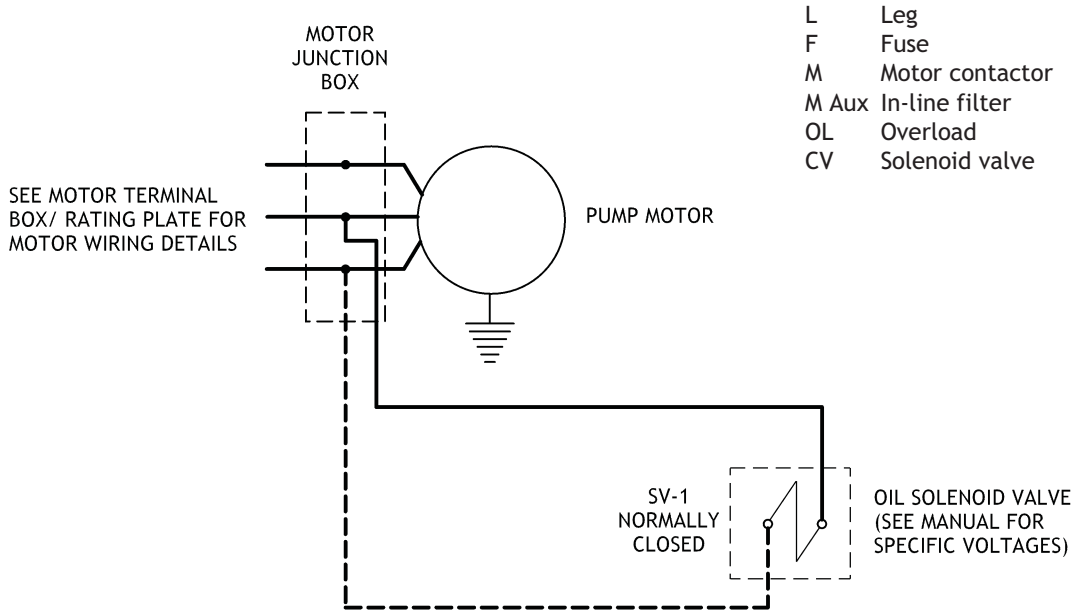 MOTOR
JUNCTION
BOX
L Leg
F Fuse
M Motor contactor
M Aux In-line filter
OL Overload
CV Solenoid valve
SEE MOTOR TERMINAL
BOX/ RATING PLATE FOR
MOTOR WIRING DETAILS
PUMP MOTOR
SV-1
NORMALLY
CLOSED
OIL SOLENOID VALVE
(SEE MANUAL FOR
SPECIFIC VOLTAGES)